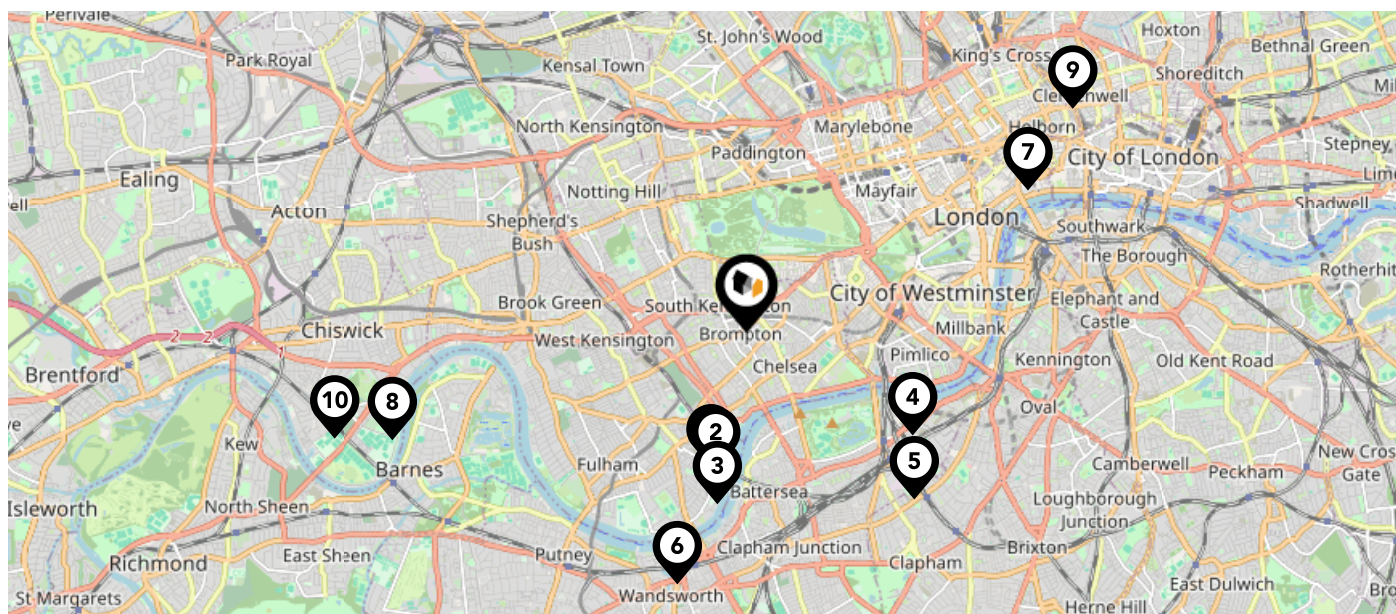 Perivale
St. John's Wood
Hoxton
King's Cross
Bethnal Green
Park Royal
Kensal Town
9
Shoreditch
North Kensington
Marylebone
Holborn
Paddington
7
City of London
Stepney
Ealing
Notting Hill
Mayfair
Shadwell
Acton
Shepherd's
Bush
London
Southwark
The Borough
Brook Green
City of Westminster
Elephant and
Castle
Chiswick
2
2
1
West Kensington
Brompton
Millbank
Brentford
Chelsea
Pimlico
Kennington
Old Kent Road
10
8
4
Oval
2
Kew
Barnes
Fulham
3
5
Camberwell
Peckham
Gate
Isleworth
North Sheen
Battersea
Loughborough
Junction
6
Richmond
East Sheen
Putney
Clapham Junction
Clapham
Brixton
St Margarets
Wandsworth
East Dulwich
Herne Hill